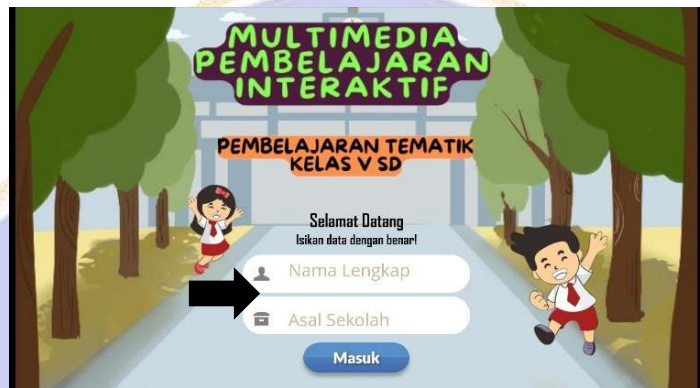 MULTIMEDIA
PEMBELAJARAN
INTERAKTIF
PEMBELAJARAN TEMATIK
KELAS V SD
Selamat Datang
Isikan data dengan benar!
Nama Lengkap
Asal Sekolah
Masuk